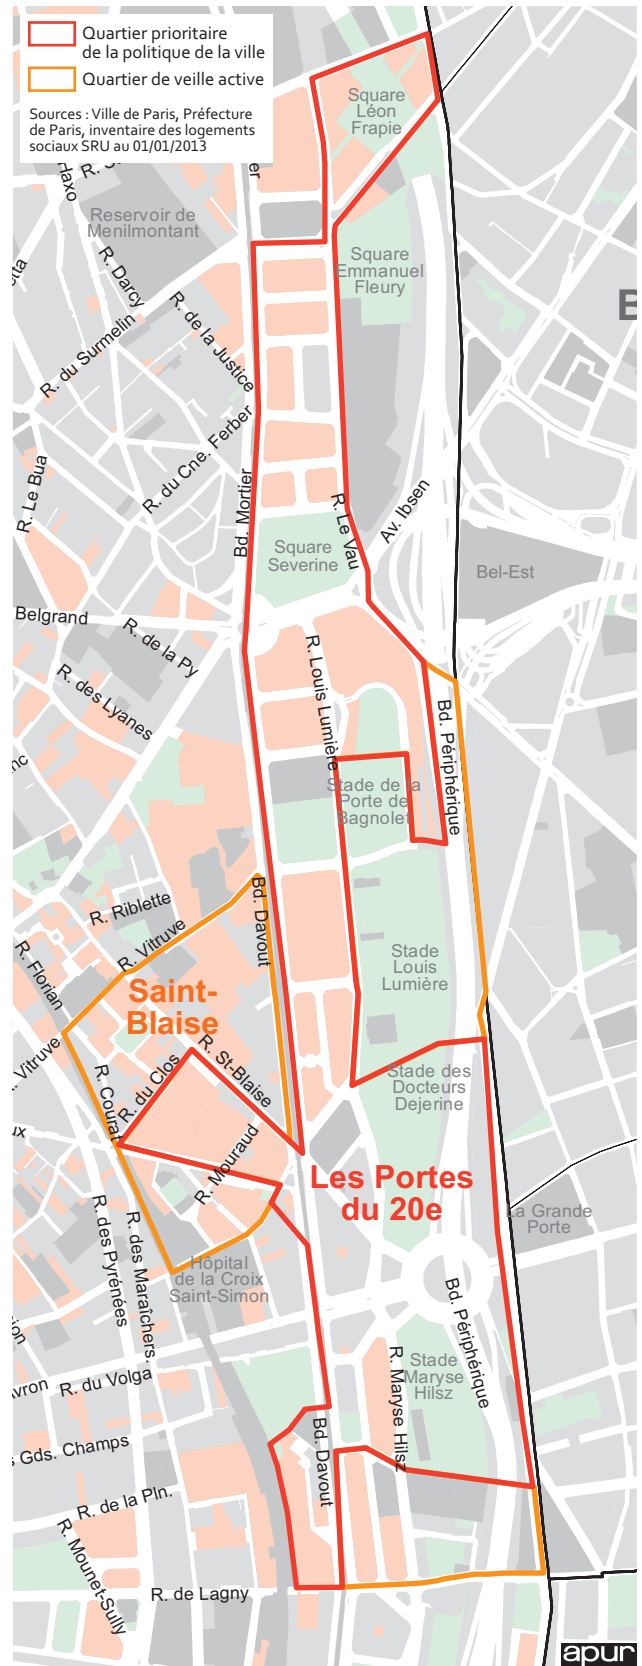 Quartier prioritaire
de la politique de la ville
Quartier de veille active
Sources : Ville de Paris, Préfecture
de Paris, inventaire des logements
sociaux SRU au 01/01/2013
Square
Léon
Frapie
Haxo
R. S
er
Reservoir de
Menilmontant
Square
Emmanuel
Fleury
R. Darcy
R. de la Justice
R. du Surmelin
B
R. du Cne. Ferber
R. Le Bua
Bd. Mortier
R. Le Vau
Av. Ibsen
Square
Severine
Bel-Est
Belgrand
R. de la Py
R. des Lyanes
R. Louis Lumière
Bd. Périphérique
Stade de la
Porte de
Bagnolet
Bd. Davout
R. Riblette
R. Vitruve
R. Florian
Stade
Louis
Lumière
Saint-
Blaise
R. St-Blaise
R. du Clos
. Vitruve
R. Courat
Stade des
Docteurs
Dejerine
R. Mouraud
Les Portes
du 20e
La Grande
Porte
R. des Pyrénées
R. des Maraîchers.
Hôpital
de la Croix
Saint-Simon
Bd. Périphérique
Stade
Maryse
Hilsz
R. Maryse Hilsz
Avron
R. du Volga
Gds. Champs
Bd. Davout
R. de la Pln.
R. Mounet-Sully
R. de Lagny
apur